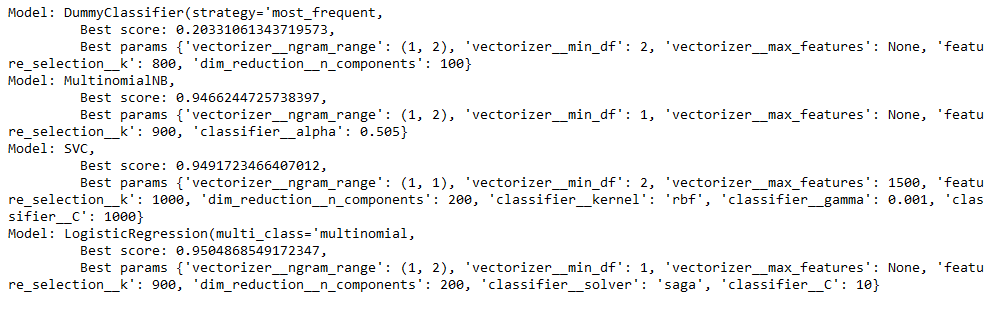 Model: DummyClassifier(strategy='most_frequent,
Best score: 0.20331061343719573,
Best params {'vectorizer__ngram_range': (1, 2), 'vectorizer__min_df': 2, 'vectorizer__max_features': None, 'featu
re_selection__k': 800, 'dim_reduction__n_components': 100}
Model: MultinomialNB,
Best score: 0.9466244725738397,
Best params {'vectorizer__ngram_range': (1, 2), 'vectorizer__min_df': 1, 'vectorizer__max_features': None, 'featu
re_selection__k': 900, 'classifier__alpha': 0.505}
Model: SVC,
Best score: 0.9491723466407012,
Best params {'vectorizer__ngram_range': (1, 1), 'vectorizer__min_df': 2, 'vectorizer__max_features': 1500, 'featu
re_selection__k': 1000, 'dim_reduction__n_components': 200, 'classifier__kernel': 'rbf', 'classifier__gamma': 0.001, 'clas
sifier__C': 1000}
Model: LogisticRegression(multi_class='multinomial,
Best score: 0.9504868549172347,
Best params {'vectorizer__ngram_range': (1, 2), 'vectorizer__min_df': 1, 'vectorizer__max_features': None, 'featu
re_selection__k': 900, 'dim_reduction__n_components': 200, 'classifier__solver': 'saga', 'classifier__C': 10}